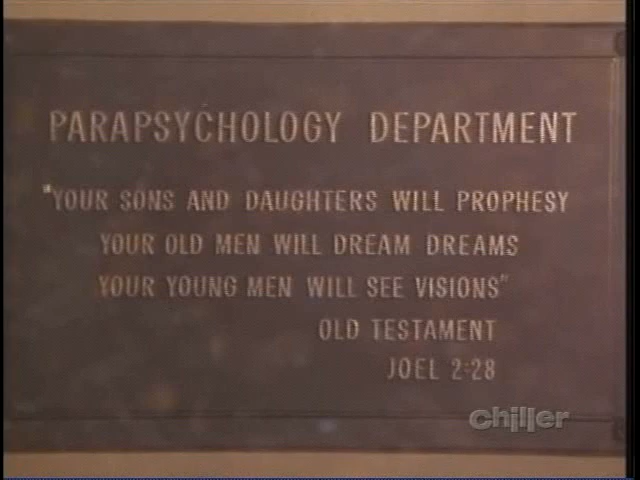 PARAPSYCHOLOGY DEPARTMENT
"YOUR SONS AND DAUGHTERS WILL PROPHESY
YOUR OLD MEN WILL DREAM DREAMS
YOUR YOUNG MEN WILL SEE VISIONS"
OLD TESTAMENT
JOEL 2:28
chiller